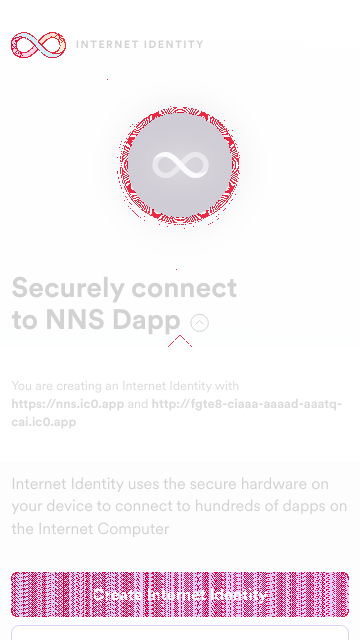 INTERNET IDENTITY
Securely connect
to NNS Dapp
You are creating an Internet Identity with
https://nns.ic0.app and http://fgte8-ciaaa-aaaad-aaatq-
cai.ic0.app
Internet Identity uses the secure hardware on
your device to connect to hundreds of dapps on
the Internet Computer
Create Internet Identity